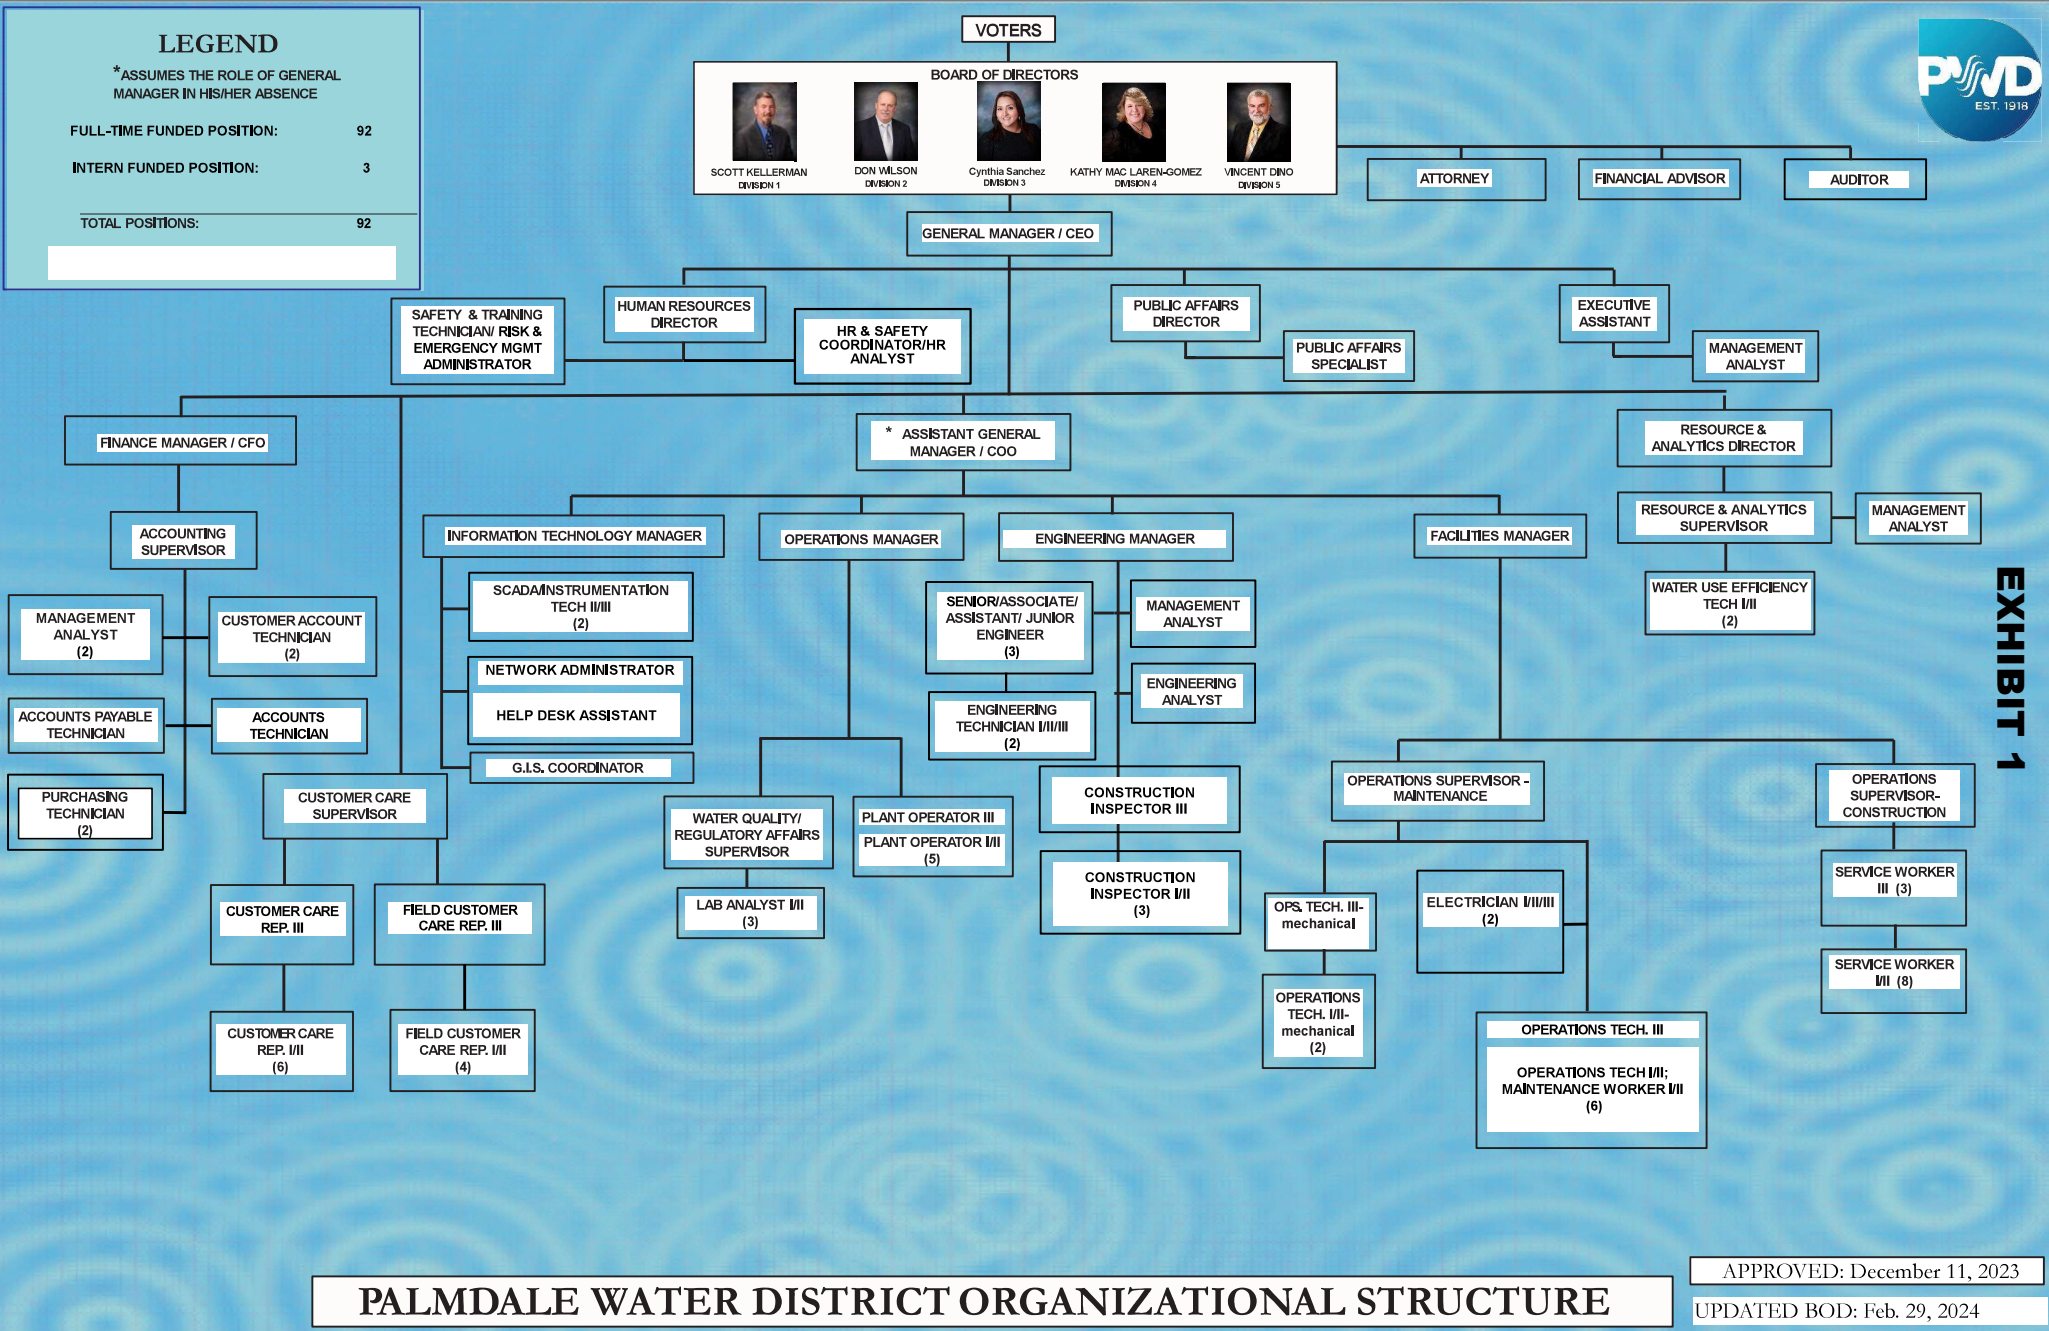 LEGEND
*ASSUMES THE ROLE OF GENERAL
MANAGER IN HIS/HER ABSENCE
FULL-TIME FUNDED POSITION: 92
INTERN FUNDED POSITION: 3
TOTAL POSITIONS: 92
VOTERS
BOARD OF DIRECTORS
SCOTT KELLERMAN
DIVISION 1
DON WILSON
DIVISION 2
Cynthia Sanchez
DIVISION 3
KATHY MAC LAREN-GOMEZ
DIVISION 4
VINCENT DINO
DIVISION 5
PWD
EST. 1918
ATTORNEY
FINANCIAL ADVISOR
AUDITOR
GENERAL MANAGER / CEO
SAFETY & TRAINING
TECHNICIAN/ RISK &
EMERGENCY MGMT
ADMINISTRATOR
HUMAN RESOURCES
DIRECTOR
HR & SAFETY
COORDINATOR/HR
ANALYST
PUBLIC AFFAIRS
DIRECTOR
PUBLIC AFFAIRS
SPECIALIST
EXECUTIVE
ASSISTANT
MANAGEMENT
ANALYST
FINANCE MANAGER / CFO
* ASSISTANT GENERAL
MANAGER / COO
RESOURCE &
ANALYTICS DIRECTOR
ACCOUNTING
SUPERVISOR
INFORMATION TECHNOLOGY MANAGER
OPERATIONS MANAGER
ENGINEERING MANAGER
FACILITIES MANAGER
RESOURCE & ANALYTICS
SUPERVISOR
MANAGEMENT
ANALYST
WATER USE EFFICIENCY
TECH I/II
(2)
EXHIBIT 1
MANAGEMENT
ANALYST
(2)
CUSTOMER ACCOUNT
TECHNICIAN
(2)
ACCOUNTS PAYABLE
TECHNICIAN
ACCOUNTS
TECHNICIAN
PURCHASING
TECHNICIAN
(2)
CUSTOMER CARE
SUPERVISOR
CUSTOMER CARE
REP. III
FIELD CUSTOMER
CARE REP. III
CUSTOMER CARE
REP. I/II
(6)
FIELD CUSTOMER
CARE REP. I/II
(4)
SCADA/INSTRUMENTATION
TECH II/III
(2)
NETWORK ADMINISTRATOR
HELP DESK ASSISTANT
G.I.S. COORDINATOR
WATER QUALITY/
REGULATORY AFFAIRS
SUPERVISOR
LAB ANALYST I/II
(3)
PLANT OPERATOR III
PLANT OPERATOR I/II
(5)
SENIOR/ASSOCIATE/
ASSISTANT/ JUNIOR
ENGINEER
(3)
MANAGEMENT
ANALYST
ENGINEERING
TECHNICIAN I/II/III
(2)
ENGINEERING
ANALYST
CONSTRUCTION
INSPECTOR III
CONSTRUCTION
INSPECTOR I/II
(3)
OPERATIONS SUPERVISOR -
MAINTENANCE
OPERATIONS
SUPERVISOR-
CONSTRUCTION
OPS. TECH. III-
mechanical
OPERATIONS
TECH. I/II-
mechanical
(2)
ELECTRICIAN I/II/III
(2)
OPERATIONS TECH. III
OPERATIONS TECH I/II;
MAINTENANCE WORKER I/II
(6)
SERVICE WORKER
III (3)
SERVICE WORKER
I/II (8)
PALMDALE WATER DISTRICT ORGANIZATIONAL STRUCTURE
APPROVED: December 11, 2023
UPDATED BOD: Feb. 29, 2024